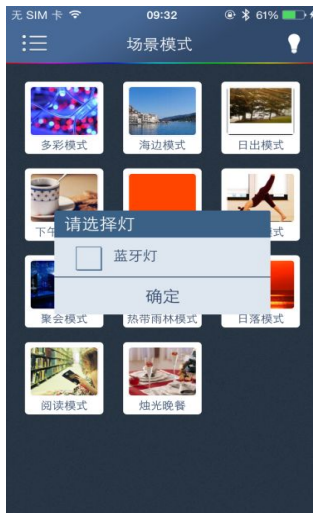 无 SIM 卡 09:32 61%
场景模式
多彩模式 海边模式 日出模式
请选择灯
下午 式
蓝牙灯
确定
聚会模式 热带雨林模式 日落模式
阅读模式 烛光晚餐